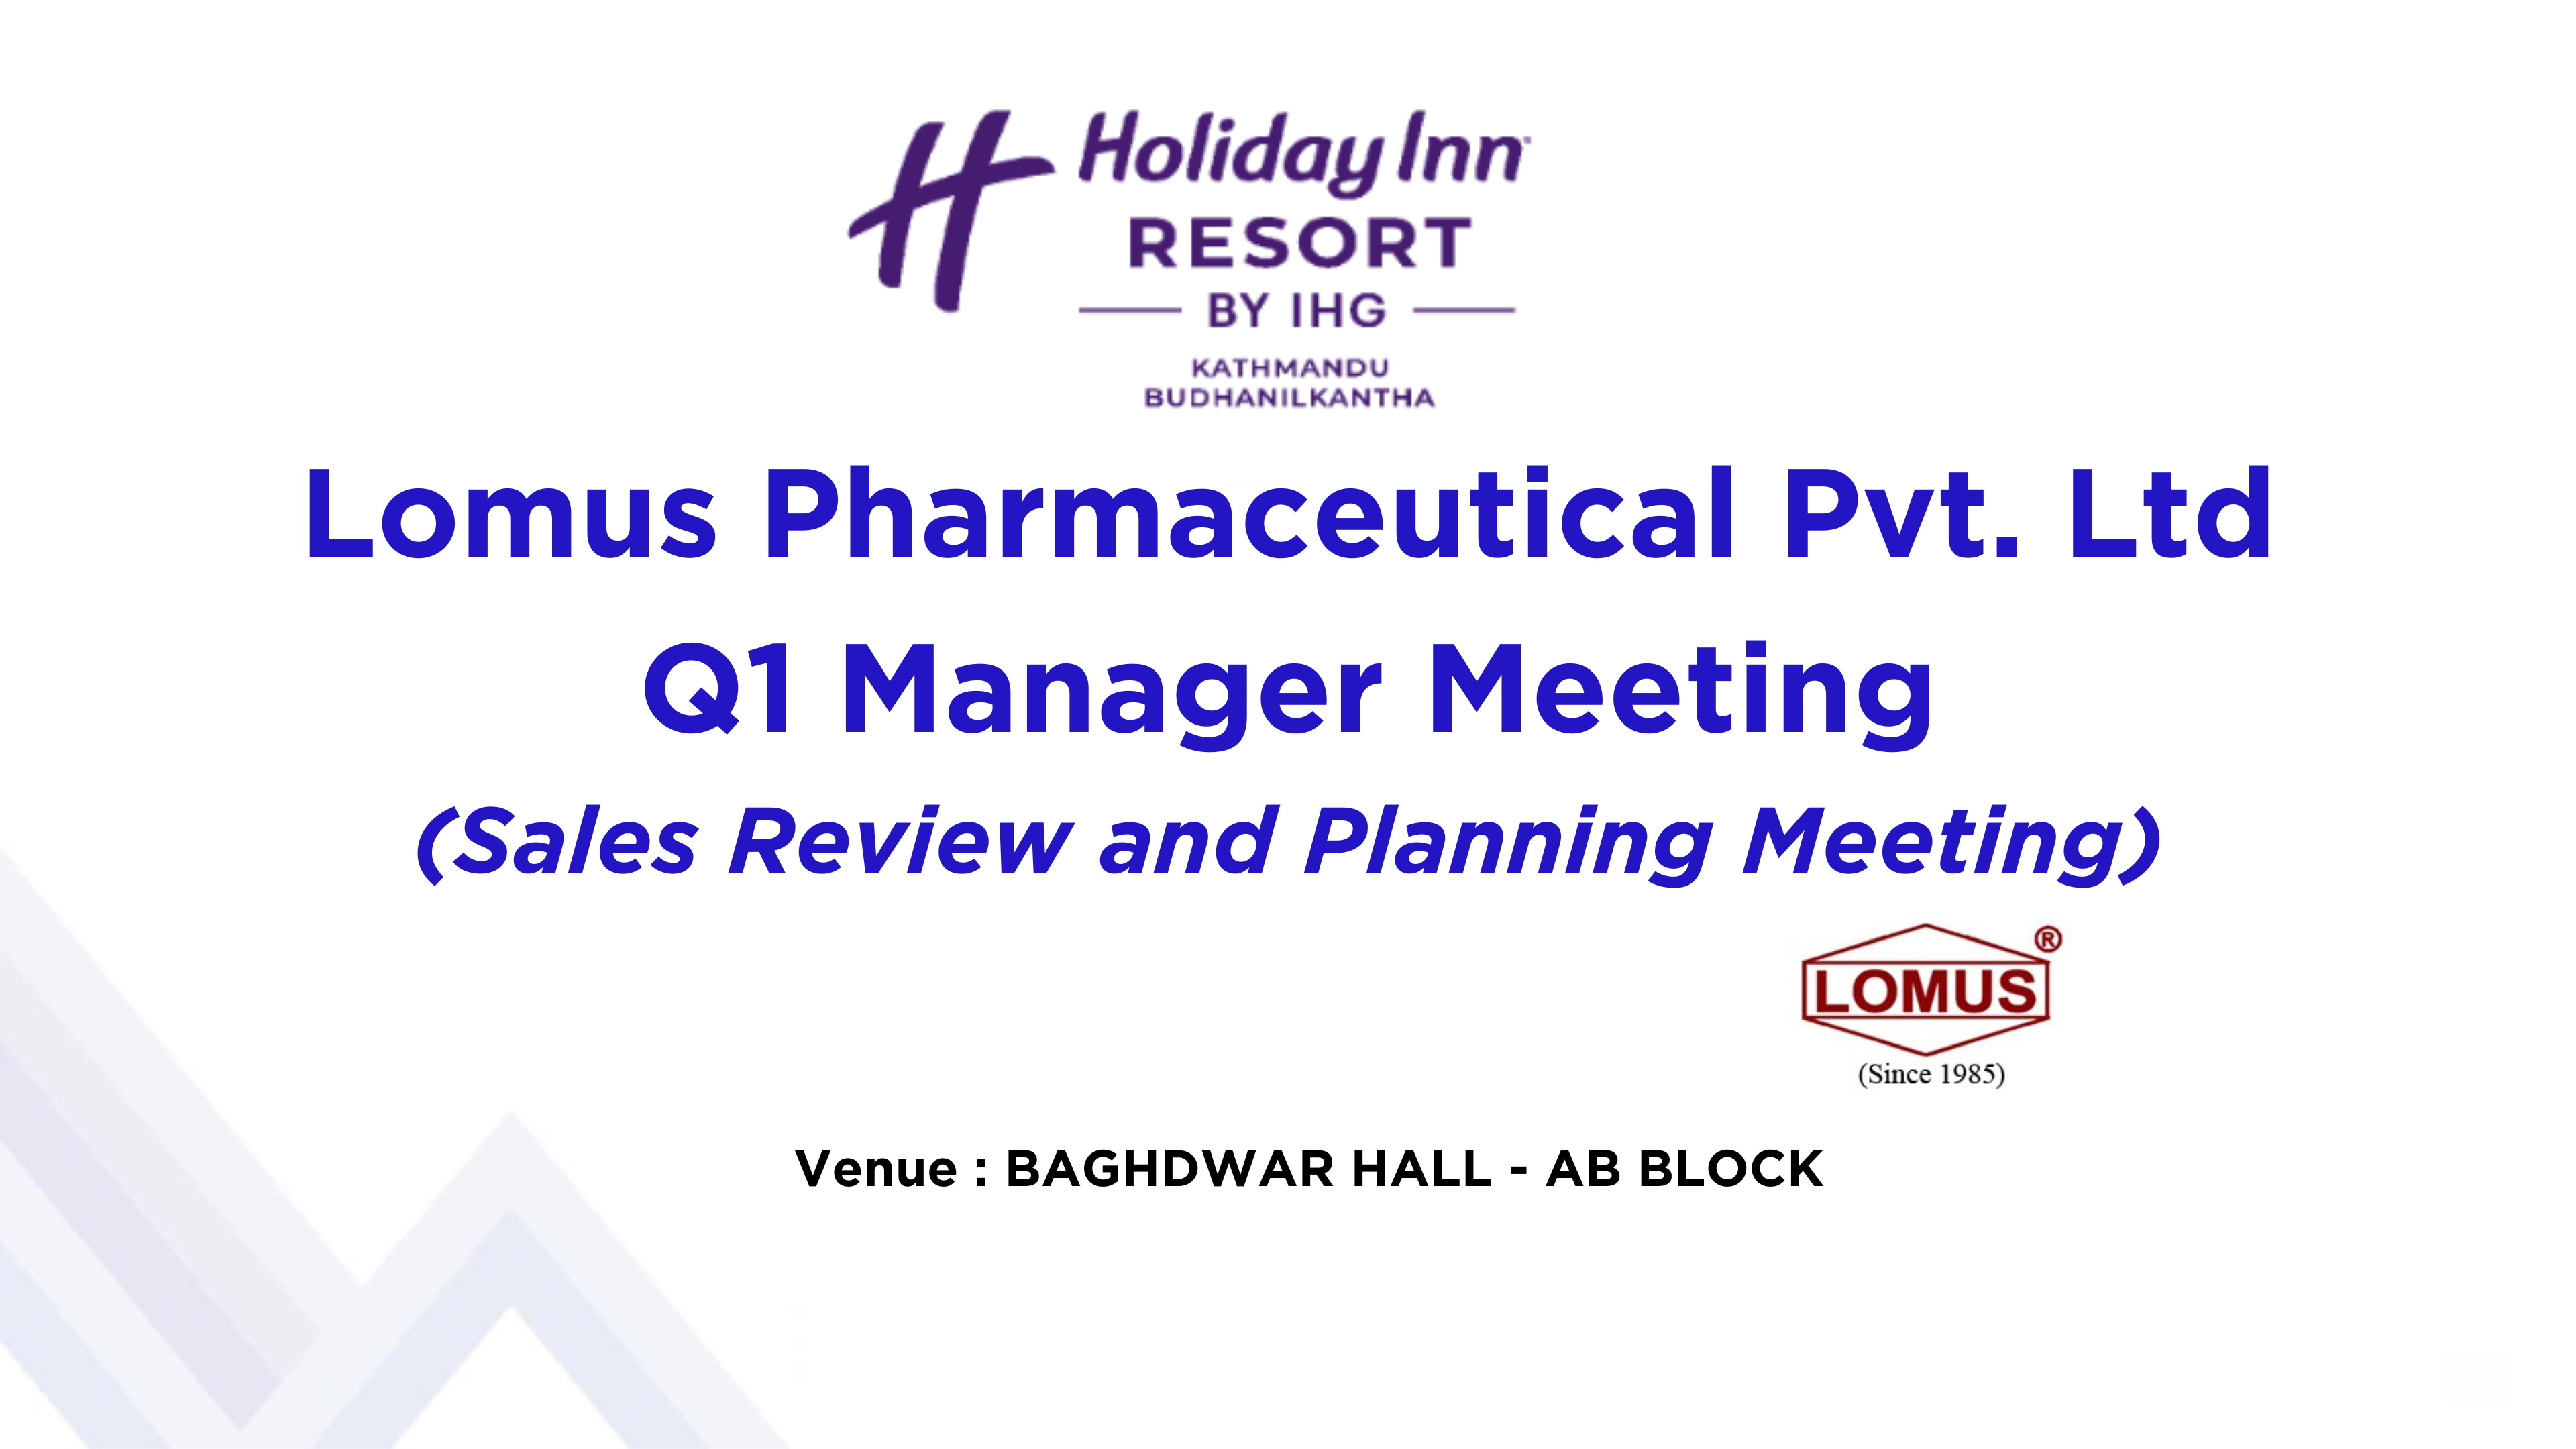 Holiday Inn
RESORT
BY IHG
KATHMANDU
BUDHANILKANTHA
Lomus Pharmaceutical Pvt. Ltd
Q1 Manager Meeting
(Sales Review and Planning Meeting)
LOMUS®
(Since 1985)
Venue : BAGHDWAR HALL - AB BLOCK